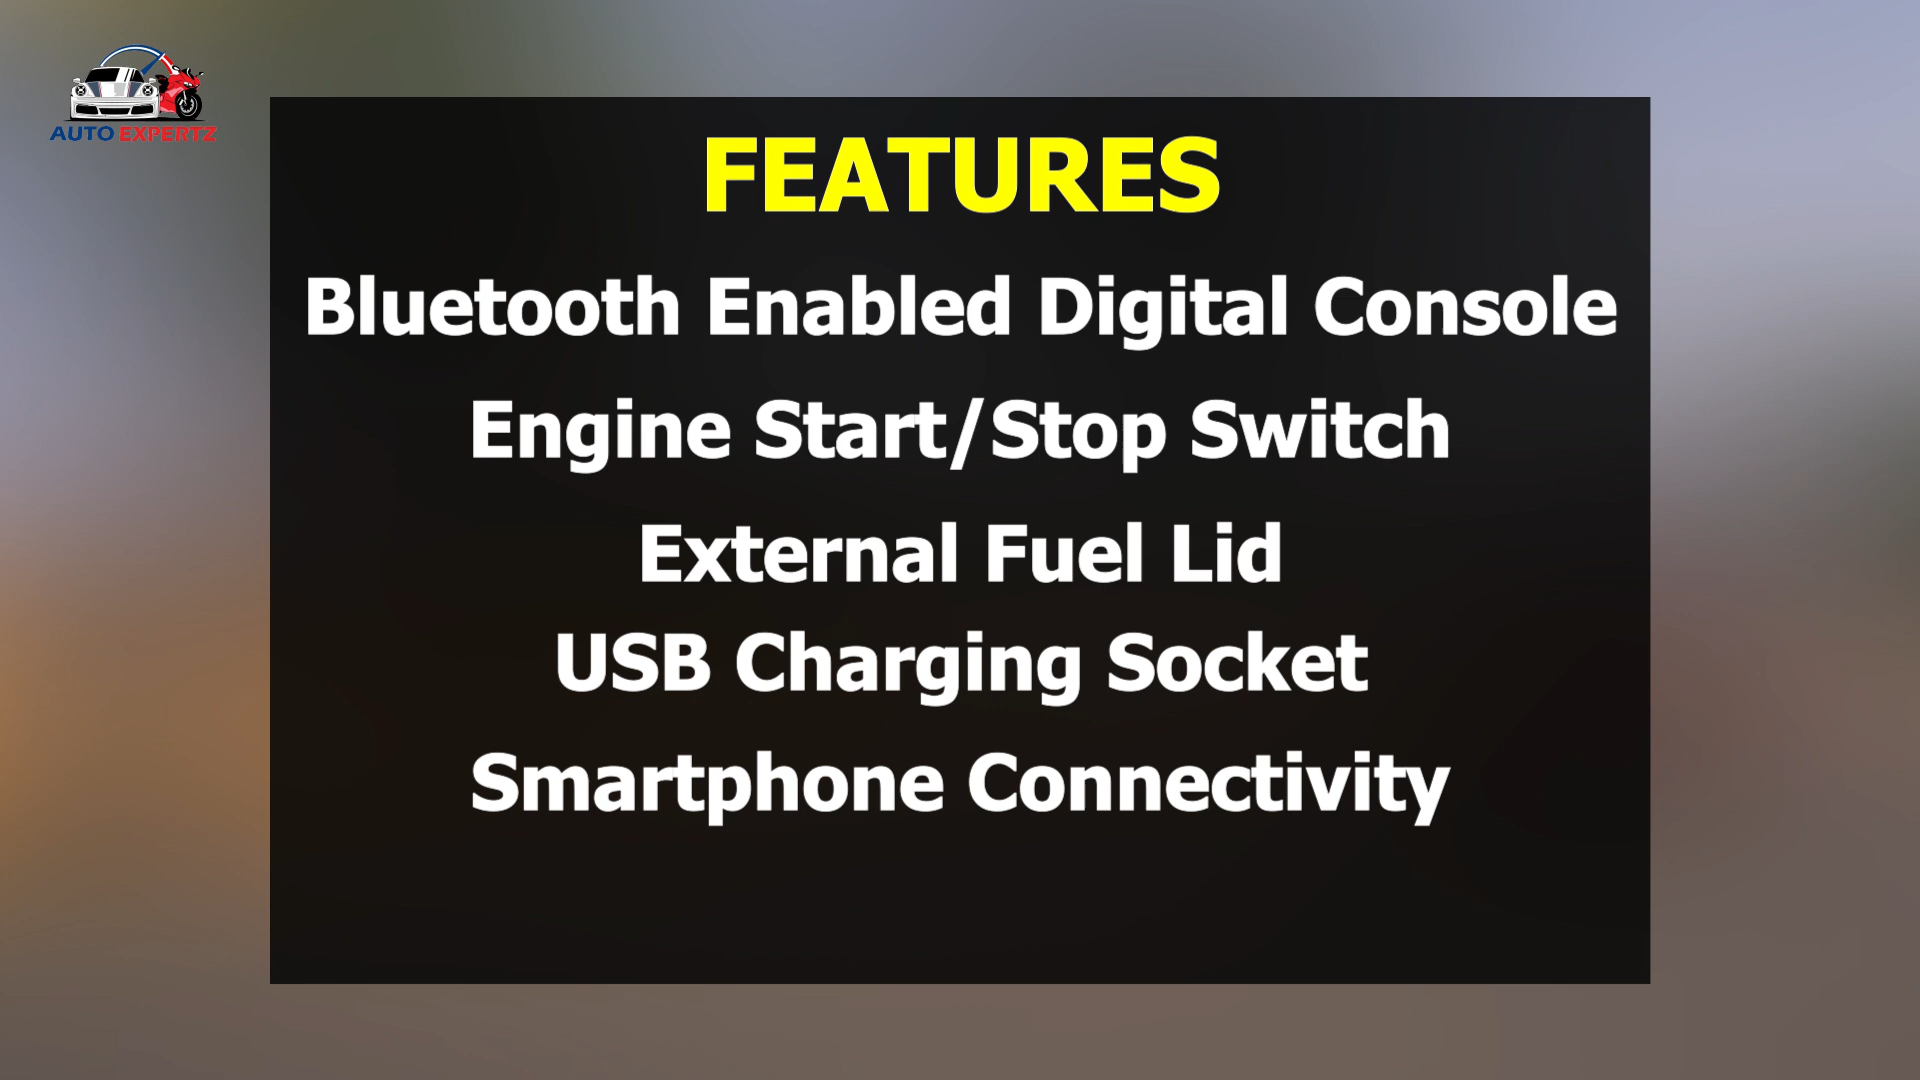 AUTO EXPERTZ
FEATURES
Bluetooth Enabled Digital Console
Engine Start/Stop Switch
External Fuel Lid
USB Charging Socket
Smartphone Connectivity